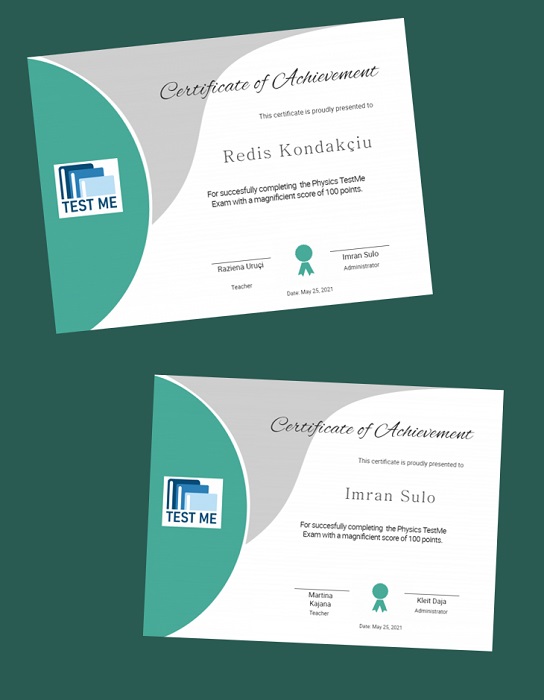 Certificate of Achievement
This certificate is proudly presented to
Redis Kondakçiu
For succesfully completing the Physics TestMe
Exam with a magnificient score of 100 points.
TEST ME
Raziena Uruçi
Teacher
Imran Sulo
Administrator
Date: May 25, 2021
Certificate of Achievement
This certificate is proudly presented to
Imran Sulo
For succesfully completing the Physics TestMe
Exam with a magnificient score of 100 points.
TEST ME
Martina
Kajana
Teacher
Kleit Daja
Administrator
Date: May 25, 2021